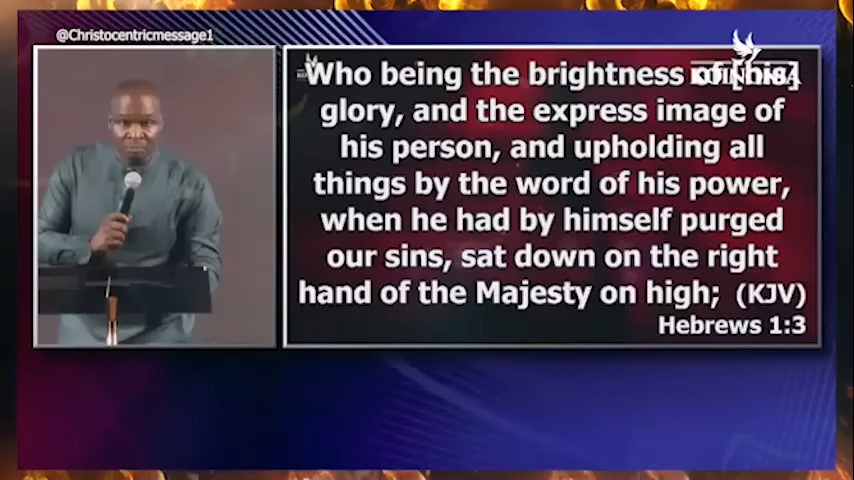 @Christocentricmessage1
Who being the brightness of [his]
glory, and the express image of
his person, and upholding all
things by the word of his power,
when he had by himself purged
our sins, sat down on the right
hand of the Majesty on high; (KJV)
Hebrews 1:3
KOINONIA